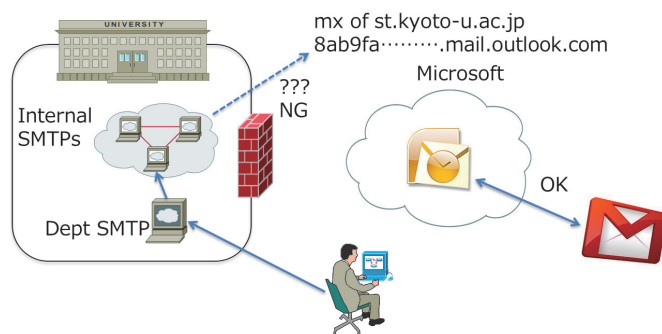 UNIVERSITY
mx of st.kyoto-u.ac.jp
8ab9fa………. mail.outlook.com
Microsoft
???
NG
Internal
SMTPs
OK
Dept SMTP